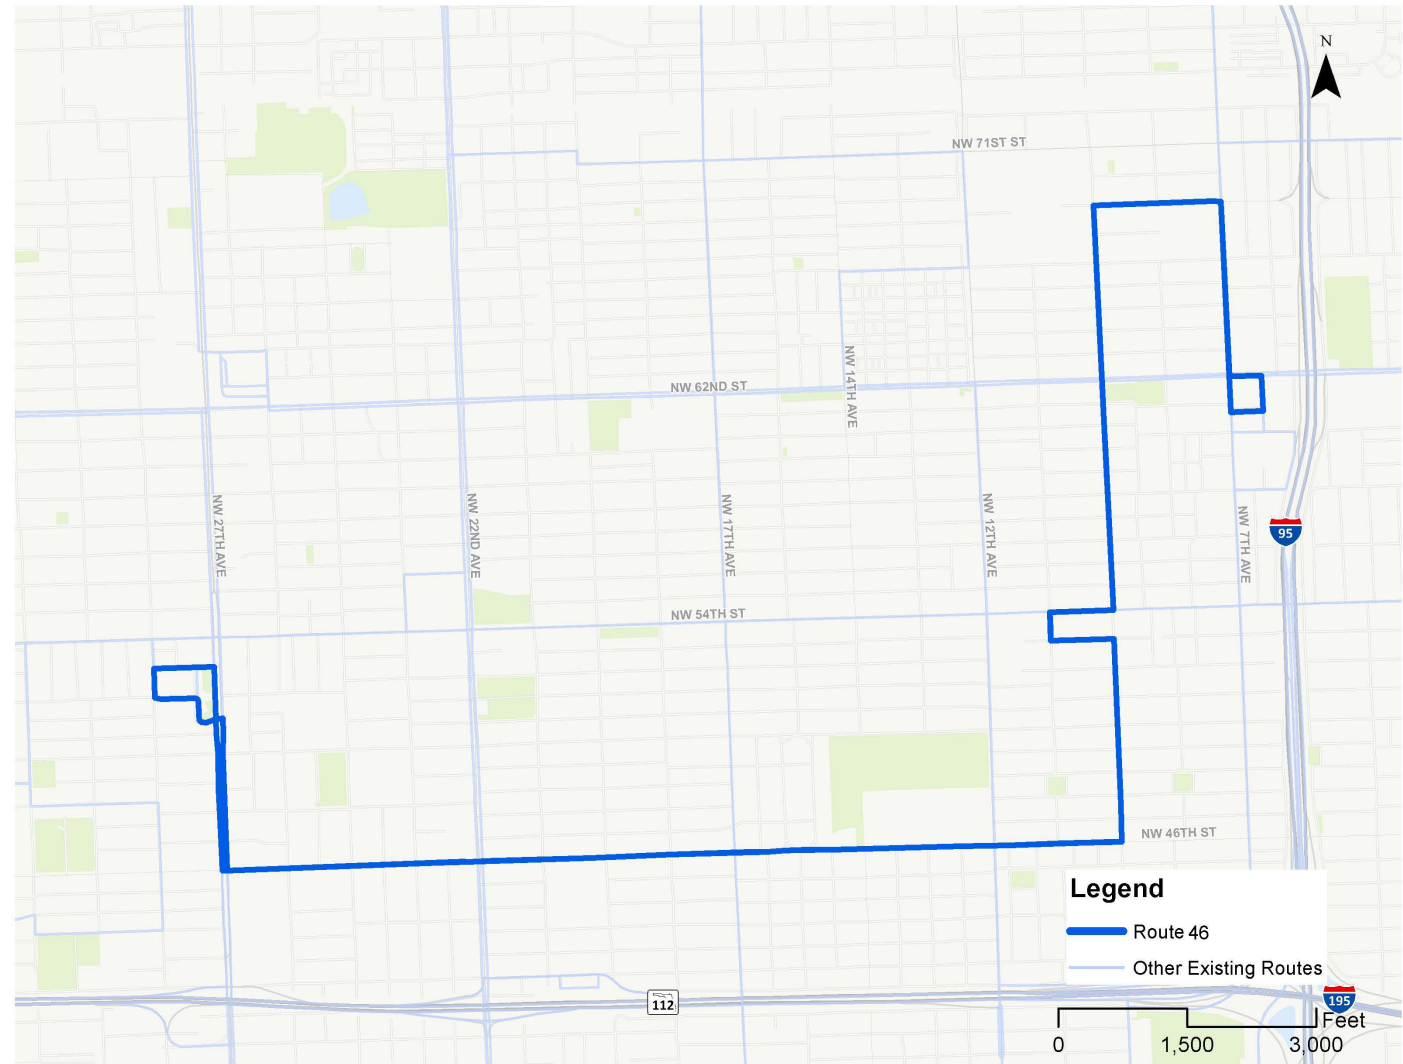 N
NW 71ST ST
NW 62ND ST
NW 14TH AVE
NW 27TH AVE
NW 22ND AVE
NW 17TH AVE
NW 12TH AVE
NW 7TH AVE
95
NW 54TH ST
NW 46TH ST
Legend
Route 46
Other Existing Routes
112
195
Feet
0 1,500 3,000